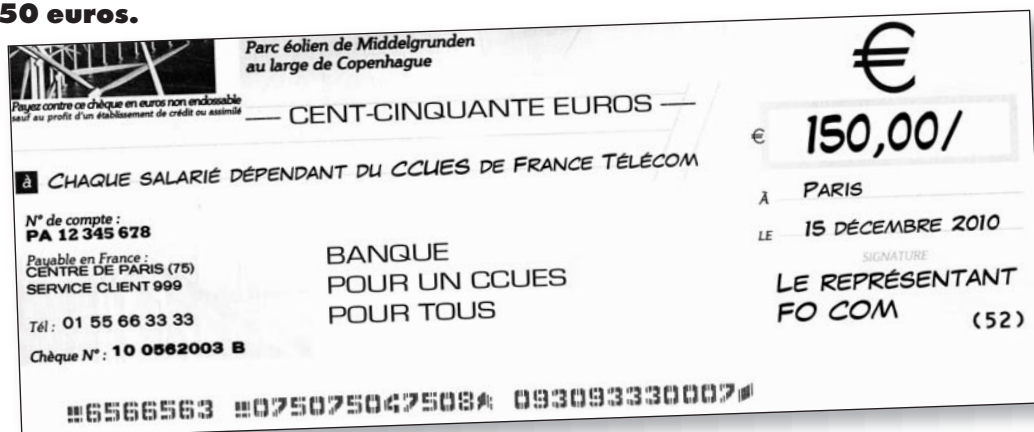 50 euros.
Parc éolien de Middelgrunden
au large de Copenhague
€
Payez contre ce chèque en euros non endossable
sauf au profit d'un établissement de crédit ou assimilé
CENT-CINQUANTE EUROS
€ 150,00/
à CHAQUE SALARIÉ DÉPENDANT DU CCUES DE FRANCE TÉLÉCOM
À PARIS
N° de compte :
PA 12 345 678
LE 15 DÉCEMBRE 2010
Payable en France :
CENTRE DE PARIS (75)
SERVICE CLIENT 999
BANQUE
POUR UN CCUES
POUR TOUS
SIGNATURE
LE REPRÉSENTANT
FO COM
(52)
Tél : 01 55 66 33 33
Chèque N° : 10 0562003 B
6566563 075075047508 093093330007